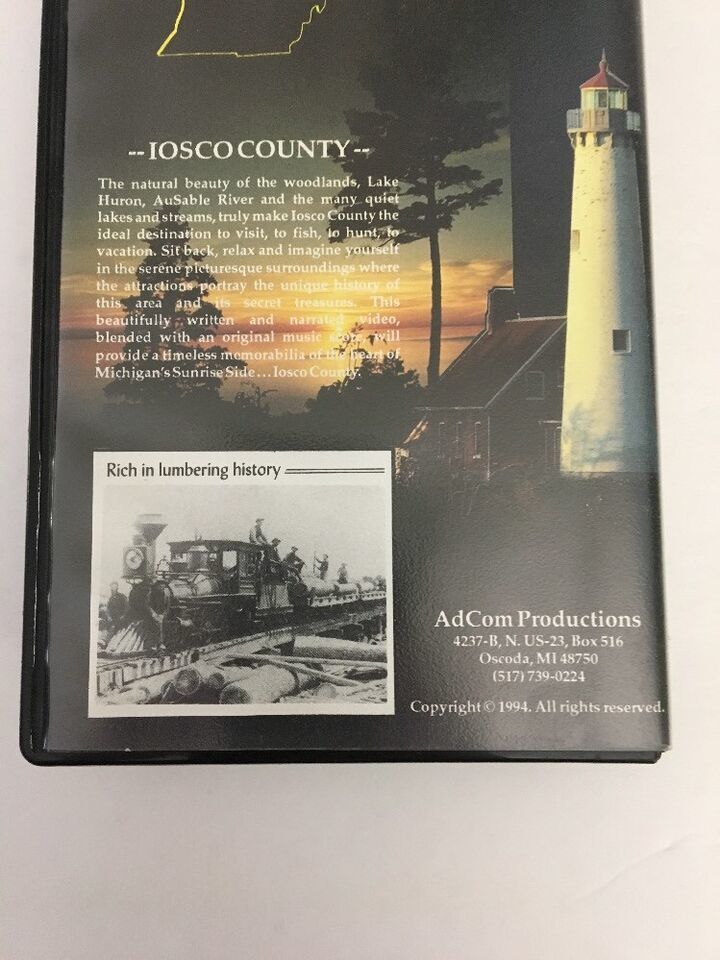 -- IOSCO COUNTY --
The natural beauty of the woodlands, Lake
Huron, AuSable River and the many quiet
lakes and streams, truly make Iosco County the
ideal destination to visit, to fish, to hunt, to
vacation. Sit back, relax and imagine yourself
in the serene picturesque surroundings where
the attractions portray the unique history of
this area and its secret treasures. This
beautifully written and narrated video,
blended with an original music score, will
provide a timeless memorabilia of the heart of
Michigan's Sunrise Side...Iosco County.
Rich in lumbering history
AdCom Productions
4237-B, N. US-23, Box 516
Oscoda, MI 48750
(517) 739-0224
Copyright © 1994. All rights reserved.